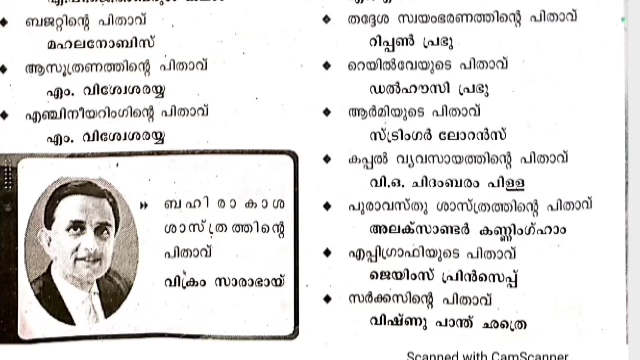 ◆ ബജറ്റിന്റെ പിതാവ്
മഹലനോബിസ്
◆ ആസൂത്രണത്തിന്റെ പിതാവ്
എം. വിശ്വേശരയ്യ
◆ എഞ്ചിനീയറിംഗിന്റെ പിതാവ്
എം. വിശ്വേശരയ്യ
» ബഹിരാകാശ
ശാസ്ത്രത്തിന്റെ
പിതാവ്
വിക്രം സാരാഭായ്
◆ തദ്ദേശ സ്വയംഭരണത്തിന്റെ പിതാവ്
റിപ്പൺ പ്രഭു
◆ റെയിൽവേയുടെ പിതാവ്
ഡൽഹൗസി പ്രഭു
◆ ആർമിയുടെ പിതാവ്
സ്ട്രിംഗർ ലോറൻസ്
◆ കപ്പൽ വ്യവസായത്തിന്റെ പിതാവ്
വി.ഒ. ചിദംബരം പിള്ള
◆ പുരാവസ്തു ശാസ്ത്രത്തിന്റെ പിതാവ്
അലക്സാണ്ടർ കണ്ണിംഗ്ഹാം
◆ എപ്പിഗ്രാഫിയുടെ പിതാവ്
ജെയിംസ് പ്രിൻസെപ്പ്
◆ സർക്കസിന്റെ പിതാവ്
വിഷ്ണു പാന്ത് ഛത്രെ
Scanned with CamScanner